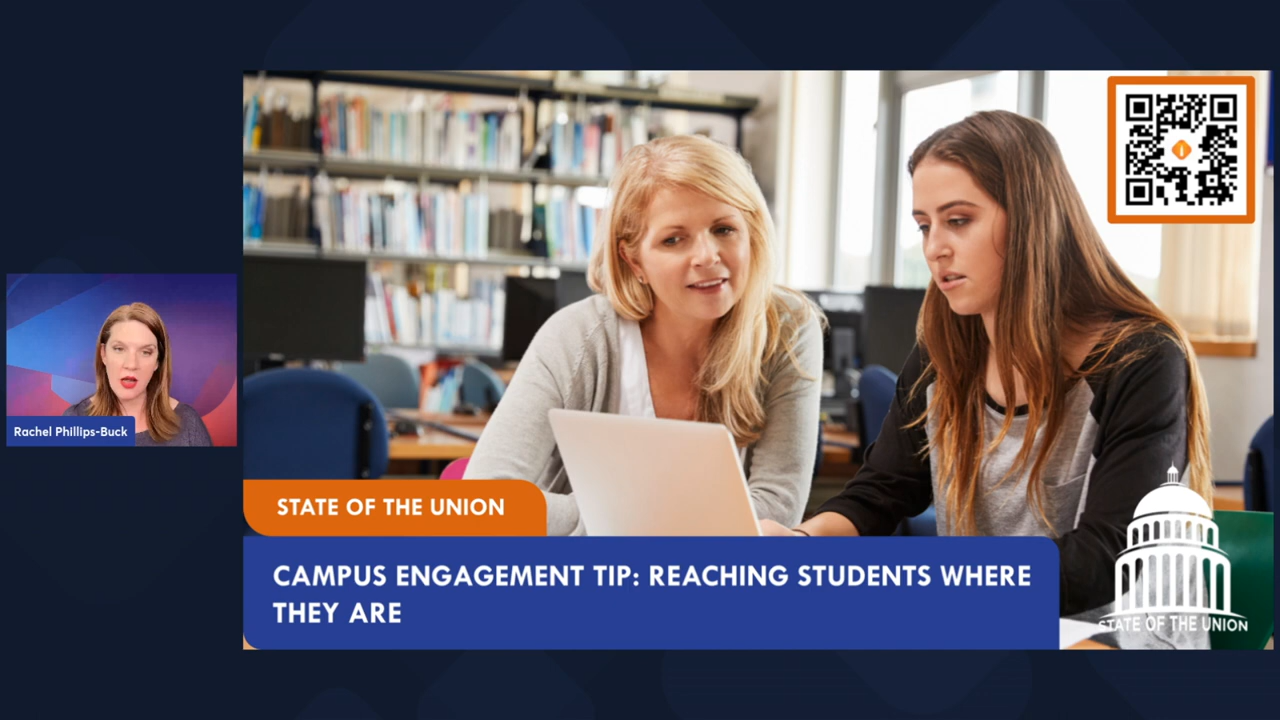 Rachel Phillips-Buck
STATE OF THE UNION
CAMPUS ENGAGEMENT TIP: REACHING STUDENTS WHERE
THEY ARE
STATE OF THE UNION